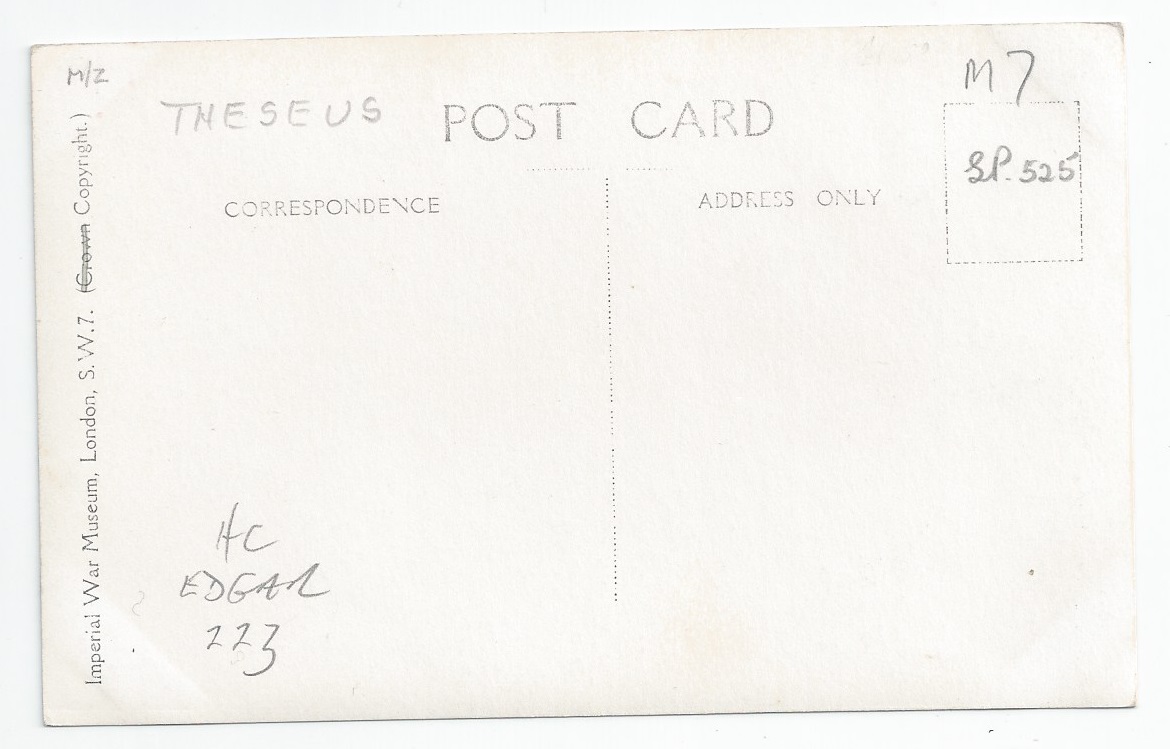 M/Z
THESEUS
POST CARD
M7
SP. 525
CORRESPONDENCE
ADDRESS ONLY
Imperial War Museum, London, S.W.7. (Crown Copyright.)
HC
EDGAR
223